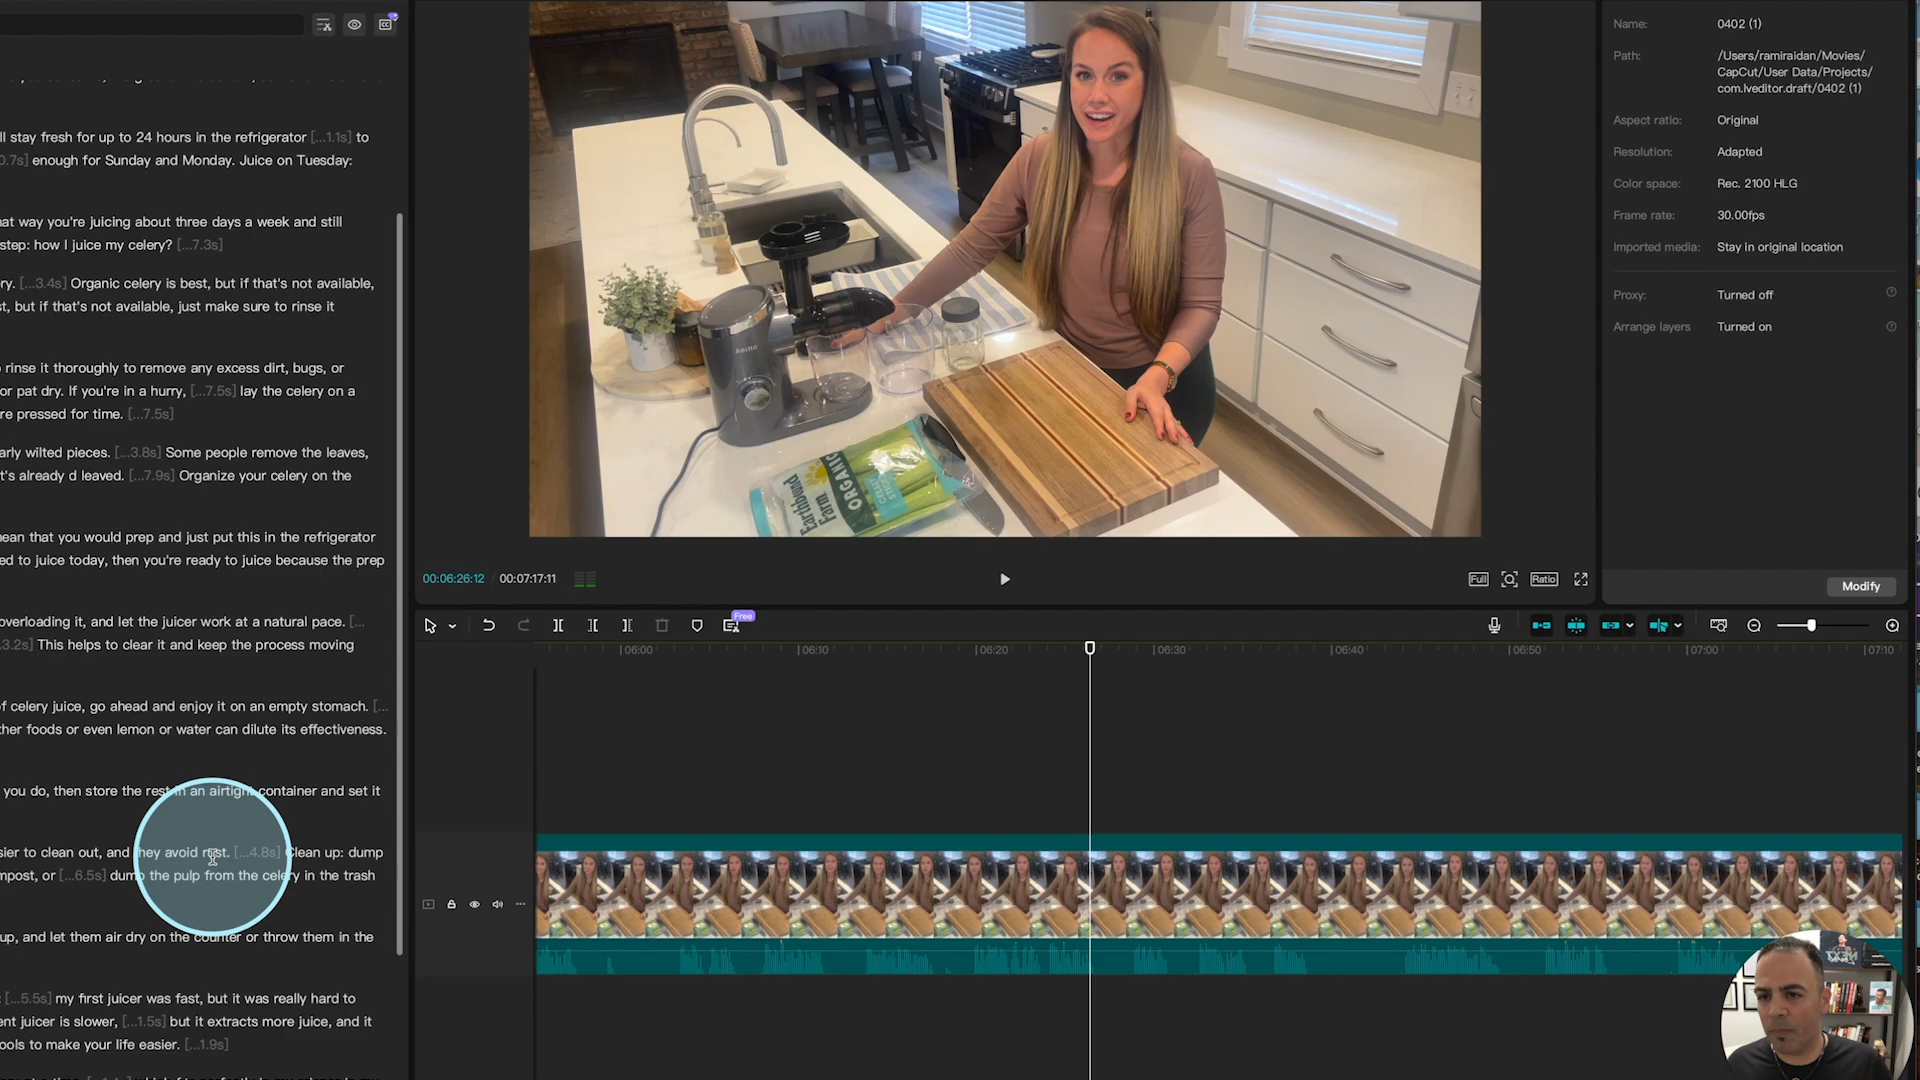 ll stay fresh for up to 24 hours in the refrigerator [...1.1s] to
0.7s] enough for Sunday and Monday. Juice on Tuesday:
hat way you're juicing about three days a week and still
step: how I juice my celery? [...7.3s]
ry. [...3.4s] Organic celery is best, but if that's not available,
t, but if that's not available, just make sure to rinse it
rinse it thoroughly to remove any excess dirt, bugs, or
or pat dry. If you're in a hurry, [...7.5s] lay the celery on a
re pressed for time. [...7.5s]
arly wilted pieces. [...3.8s] Some people remove the leaves,
t's already d leaved. [...7.9s] Organize your celery on the
mean that you would prep and just put this in the refrigerator
ed to juice today, then you're ready to juice because the prep
overloading it, and let the juicer work at a natural pace. [...
3.2s] This helps to clear it and keep the process moving
of celery juice, go ahead and enjoy it on an empty stomach. [...
ther foods or even lemon or water can dilute its effectiveness.
you do, then store the rest in an airtight container and set it
sier to clean out, and they avoid rust. [...4.8s] Clean up: dump
mpost, or [...6.5s] dump the pulp from the celery in the trash
up, and let them air dry on the counter or throw them in the
: [...5.5s] my first juicer was fast, but it was really hard to
ent juicer is slower, [...1.5s] but it extracts more juice, and it
ools to make your life easier. [...1.9s]
Earthbound
Farm
ORGANIC
CELERY
00:06:26:12 / 00:07:17:11
Full
Ratio
Name: 0402 (1)
Path: /Users/ramiraidan/Movies/
CapCut/User Data/Projects/
com.lveditor.draft/0402 (1)
Aspect ratio: Original
Resolution: Adapted
Color space: Rec. 2100 HLG
Frame rate: 30.00fps
Imported media: Stay in original location
Proxy: Turned off
Arrange layers Turned on
Modify
Free
06:00 06:10 06:20 06:30 06:40 06:50 07:00 07:10